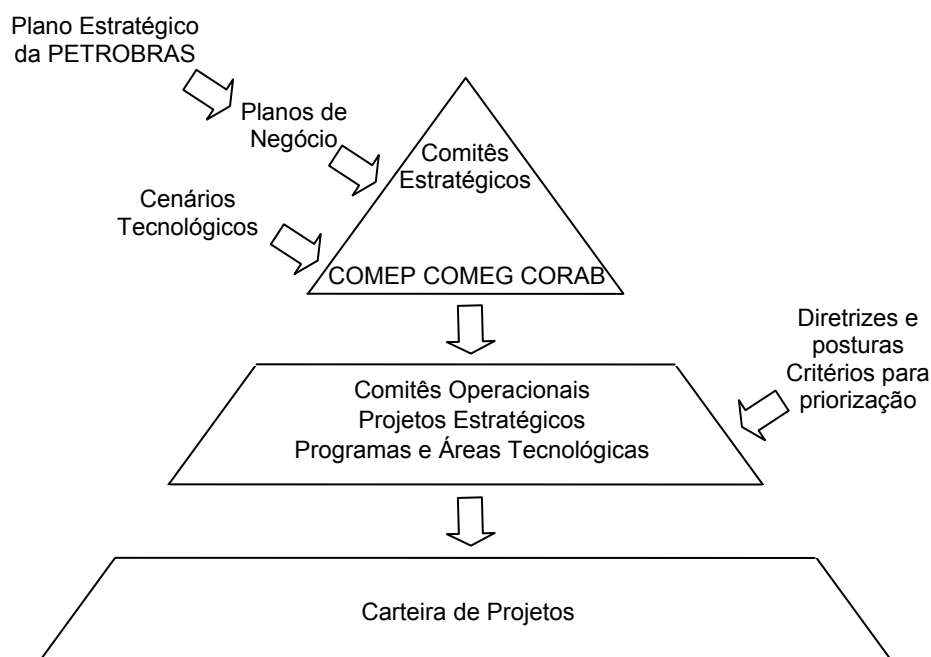 Plano Estratégico
da PETROBRAS
Planos de
Negócio
Comitês
Estratégicos
Cenários
Tecnológicos
COMEP COMEG CORAB
Diretrizes e
posturas
Critérios para
priorização
Comitês Operacionais
Projetos Estratégicos
Programas e Áreas Tecnológicas
Carteira de Projetos